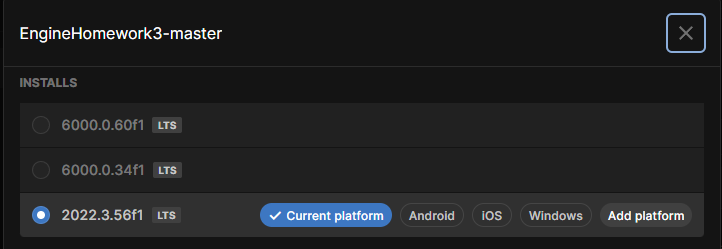 EngineHomework3-master
INSTALLS
6000.0.60f1 LTS
6000.0.34f1 LTS
2022.3.56f1 LTS Current platform Android iOS Windows Add platform